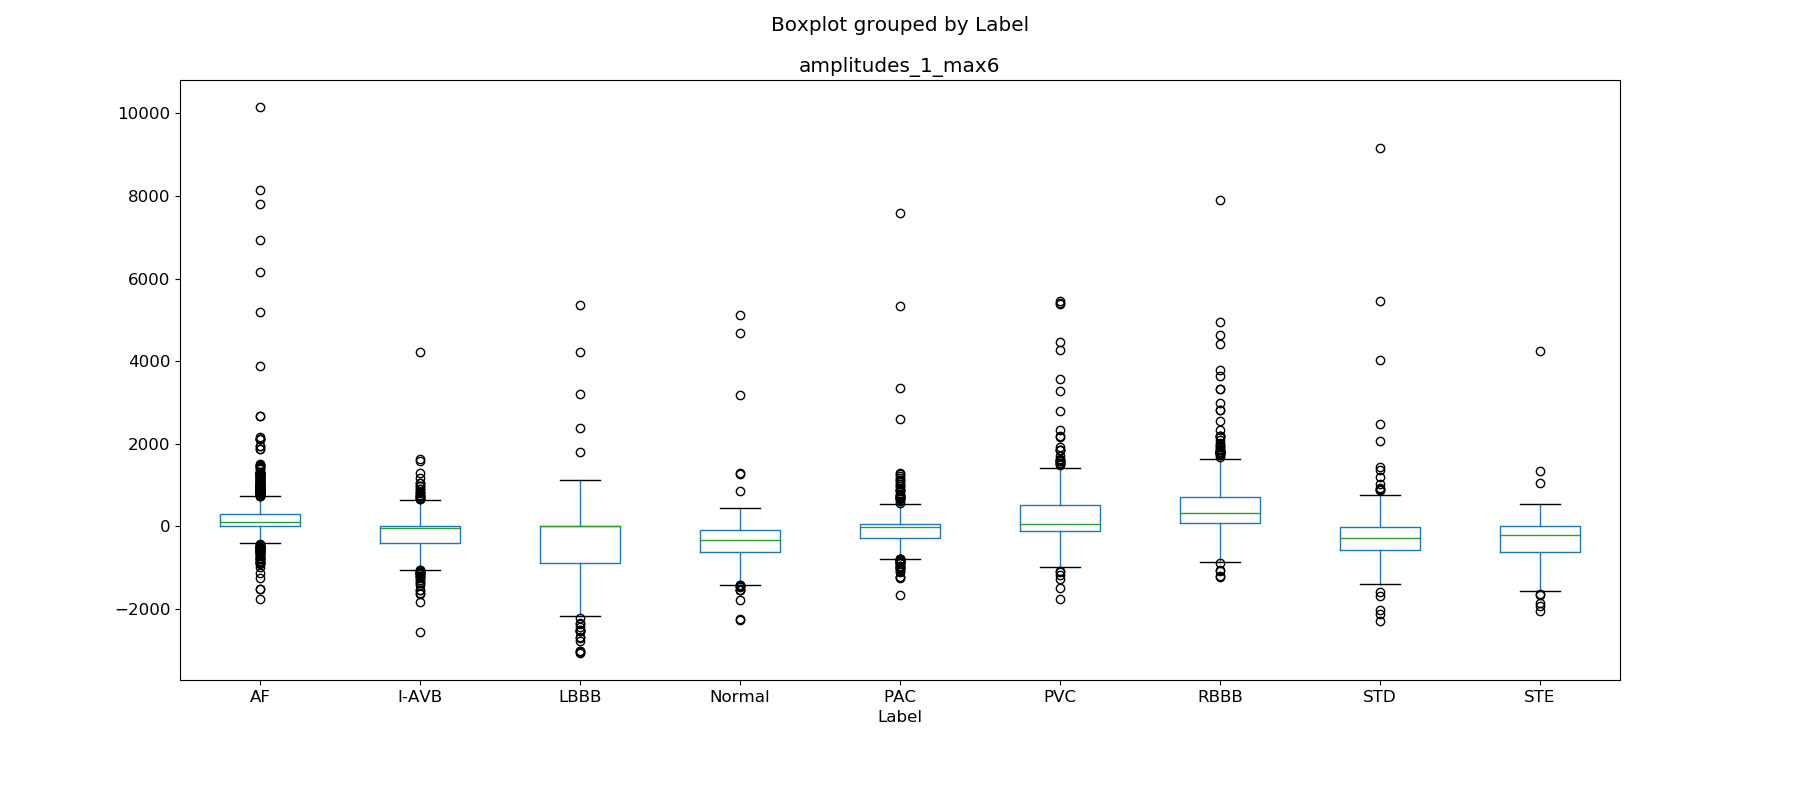 Boxplot grouped by Label
amplitudes_1_max6
10000
8000
6000
4000
2000
0
−2000
AF I-AVB LBBB Normal PAC PVC RBBB STD STE
Label